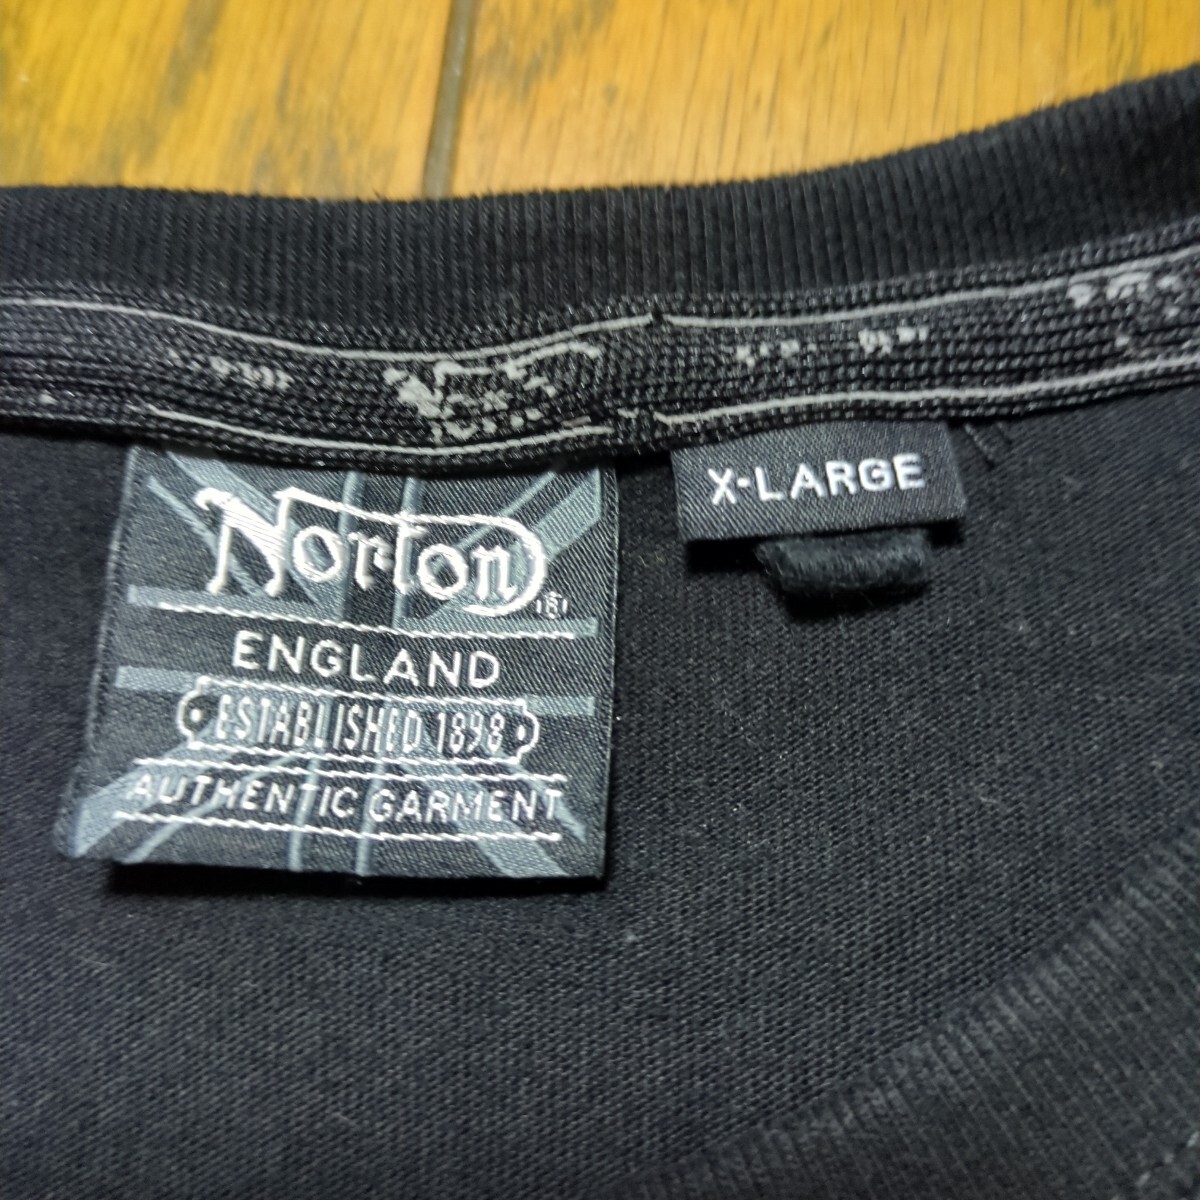 Norton
®
ENGLAND
ESTABLISHED 1898
AUTHENTIC GARMENT
X-LARGE